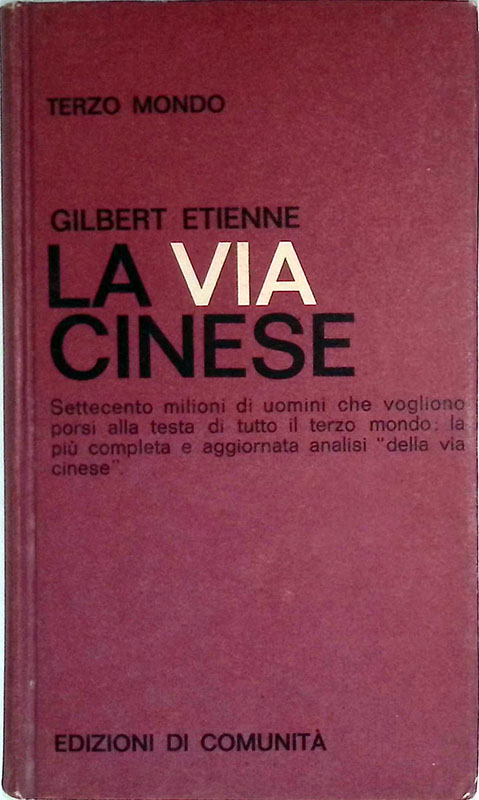 TERZO MONDO
GILBERT ETIENNE
LA VIA
CINESE
Settecento milioni di uomini che vogliono
porsi alla testa di tutto il terzo mondo: la
più completa e aggiornata analisi "della via
cinese".
EDIZIONI DI COMUNITÀ